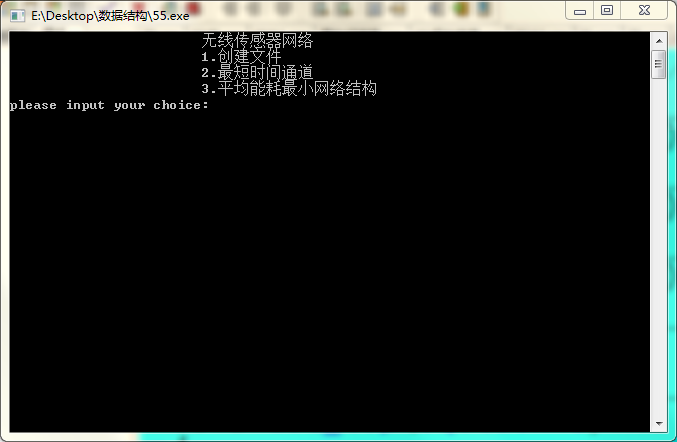 E:\Desktop\数据结构\55.exe
无线传感器网络
1.创建文件
2.最短时间通道
3.平均能耗最小网络结构
please input your choice: